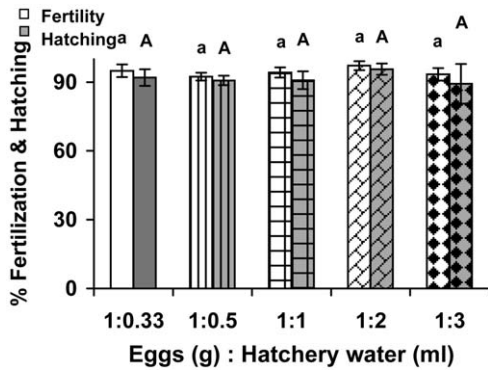 Fertility
Hatching
a A a A a A a A a A
% Fertilization & Hatching
90
60
30
0
1:0.33 1:0.5 1:1 1:2 1:3
Eggs (g) : Hatchery water (ml)